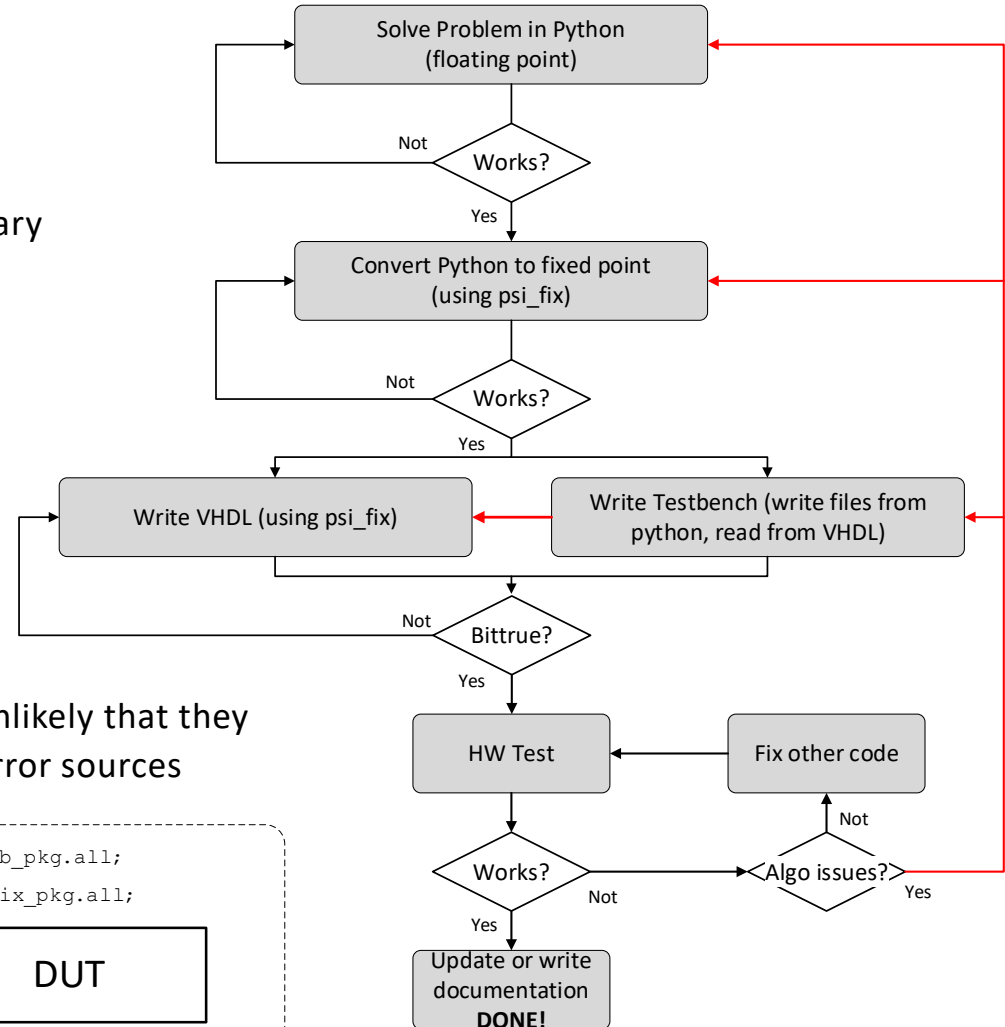 Solve Problem in Python
(floating point)
Not
Works?
Yes
ary
Convert Python to fixed point
(using psi_fix)
Not
Works?
Yes
Write VHDL (using psi_fix)
Write Testbench (write files from
python, read from VHDL)
Not
Bittrue?
Yes
nlikely that they
rror sources
HW Test
Fix other code
Not
b_pkg.all;
ix_pkg.all;
Works?
Not
Algo issues?
Yes
Yes
DUT
Update or write
documentation
DONE!